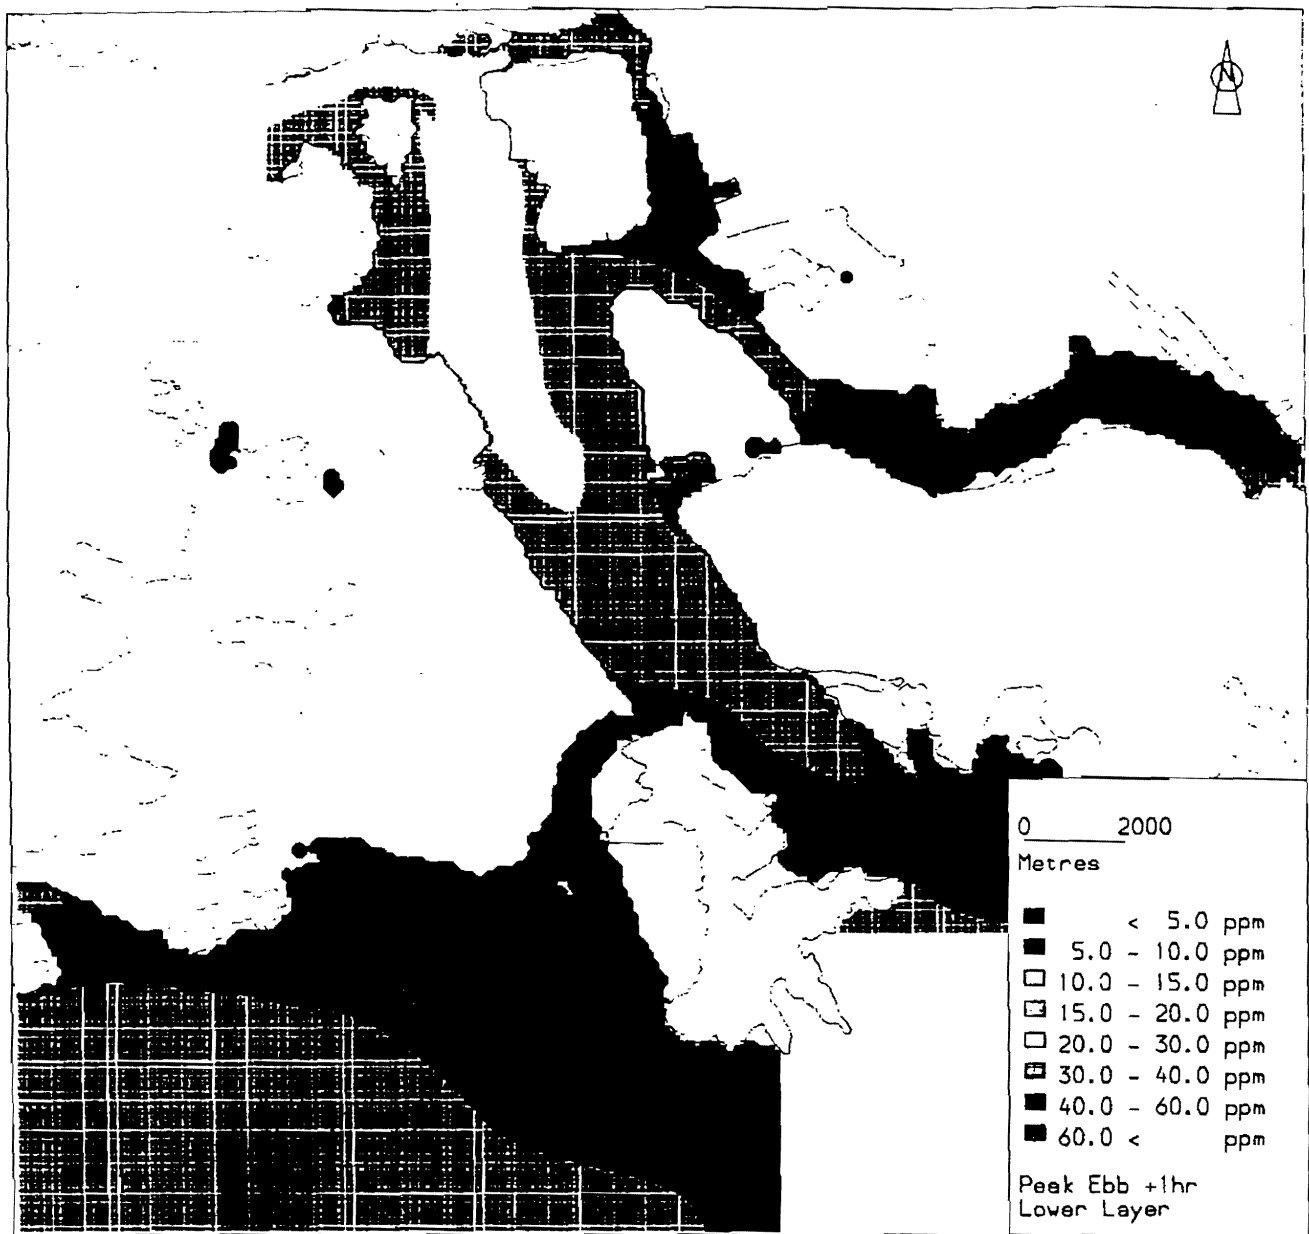 N
0 2000
Metres
< 5.0 ppm
5.0 - 10.0 ppm
10.0 - 15.0 ppm
15.0 - 20.0 ppm
20.0 - 30.0 ppm
30.0 - 40.0 ppm
40.0 - 60.0 ppm
60.0 < ppm
Peak Ebb +1hr
Lower Layer